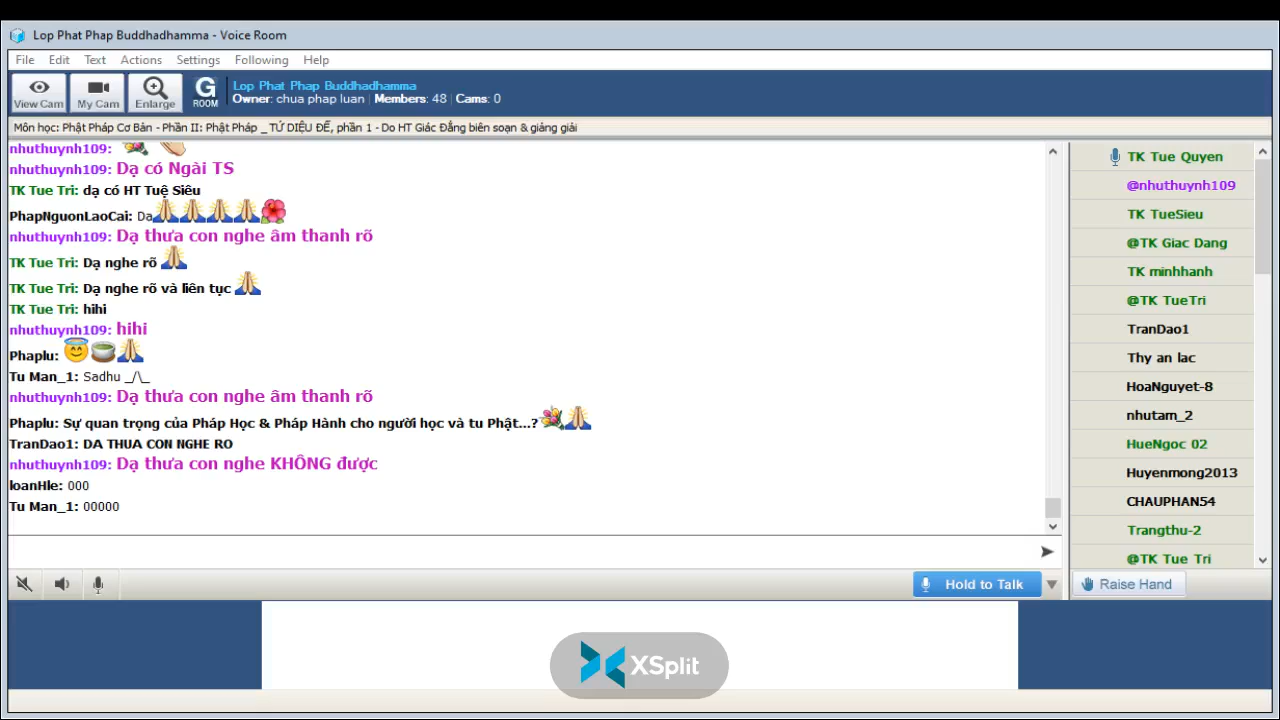 Lop Phat Phap Buddhadhamma - Voice Room
File Edit Text Actions Settings Following Help
View Cam My Cam Enlarge G ROOM
Lop Phat Phap Buddhadhamma
Owner: chua phap luan | Members: 48 | Cams: 0
Môn học: Phật Pháp Cơ Bản - Phần II: Phật Pháp _ TỨ DIỆU ĐẾ, phần 1 - Do HT Giác Đẳng biên soạn & giảng giải
nhuthuynh109:
nhuthuynh109: Dạ có Ngài TS
TK Tue Tri: dạ có HT Tuệ Siêu
PhapNguonLaoCai: Da
nhuthuynh109: Dạ thưa con nghe âm thanh rõ
TK Tue Tri: Dạ nghe rõ
TK Tue Tri: Dạ nghe rõ và liên tục
TK Tue Tri: hihi
nhuthuynh109: hihi
Phaplu:
Tu Man_1: Sadhu _/\_
nhuthuynh109: Dạ thưa con nghe âm thanh rõ
Phaplu: Sự quan trọng của Pháp Học & Pháp Hành cho người học và tu Phật...?
TranDao1: DA THUA CON NGHE RO
nhuthuynh109: Dạ thưa con nghe KHÔNG được
loanHle: 000
Tu Man_1: 00000
TK Tue Quyen
@nhuthuynh109
TK TueSieu
@TK Giac Dang
TK minhhanh
@TK TueTri
TranDao1
Thy an lac
HoaNguyet-8
nhutam_2
HueNgoc 02
Huyenmong2013
CHAUPHAN54
Trangthu-2
@TK Tue Tri
Hold to Talk
Raise Hand
XSplit